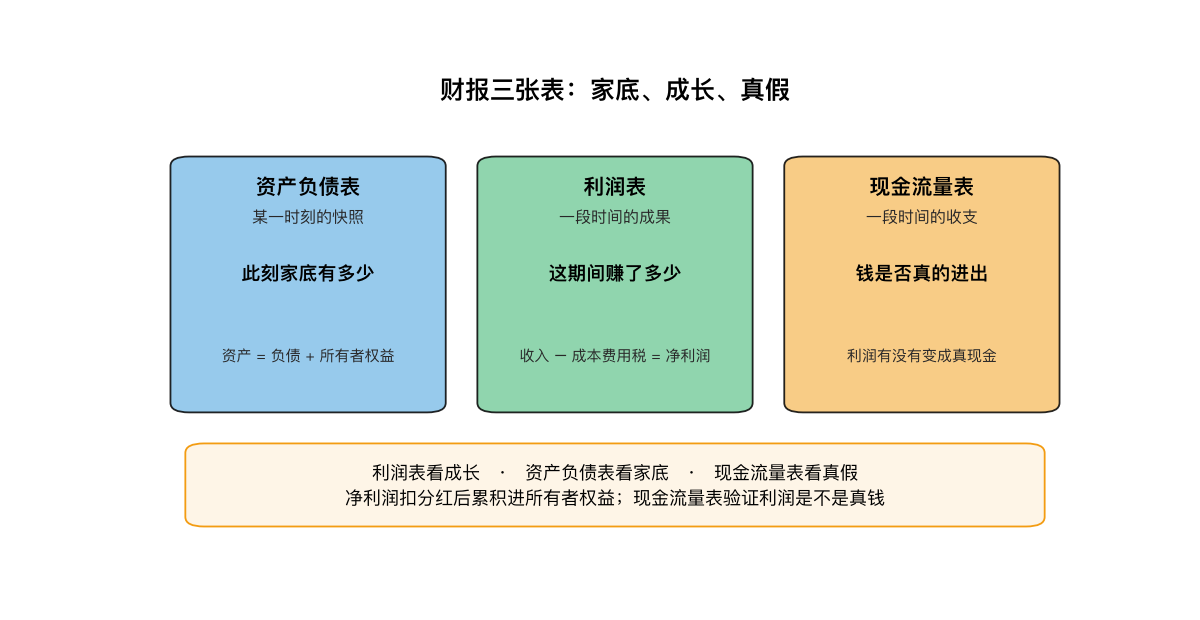 财报三张表：家底、成长、真假
资产负债表
某一时刻的快照
此刻家底有多少
资产 = 负债 + 所有者权益
利润表
一段时间的成果
这期间赚了多少
收入 − 成本费用税 = 净利润
现金流量表
一段时间的收支
钱是否真的进出
利润有没有变成真现金
利润表看成长 · 资产负债表看家底 · 现金流量表看真假
净利润扣分红后累积进所有者权益；现金流量表验证利润是不是真钱